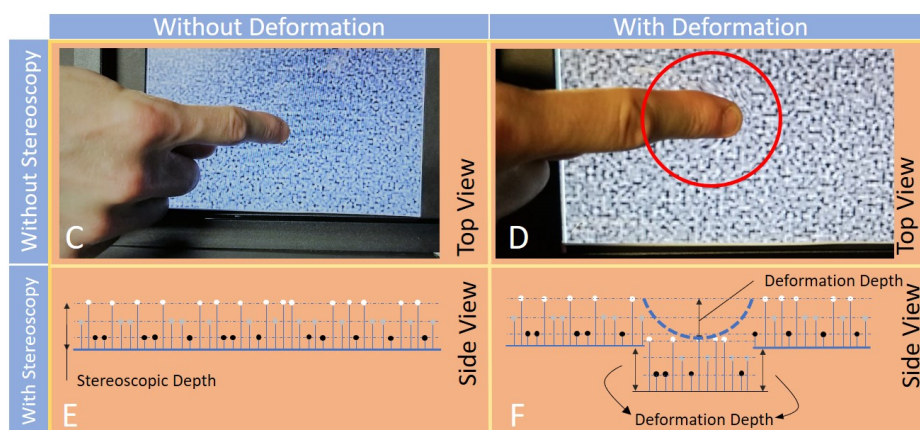 Without Deformation
With Deformation
Without Stereoscopy
C
Top View
D
Top View
With Stereoscopy
Stereoscopic Depth
E
Side View
Deformation Depth
Deformation Depth
F
Side View